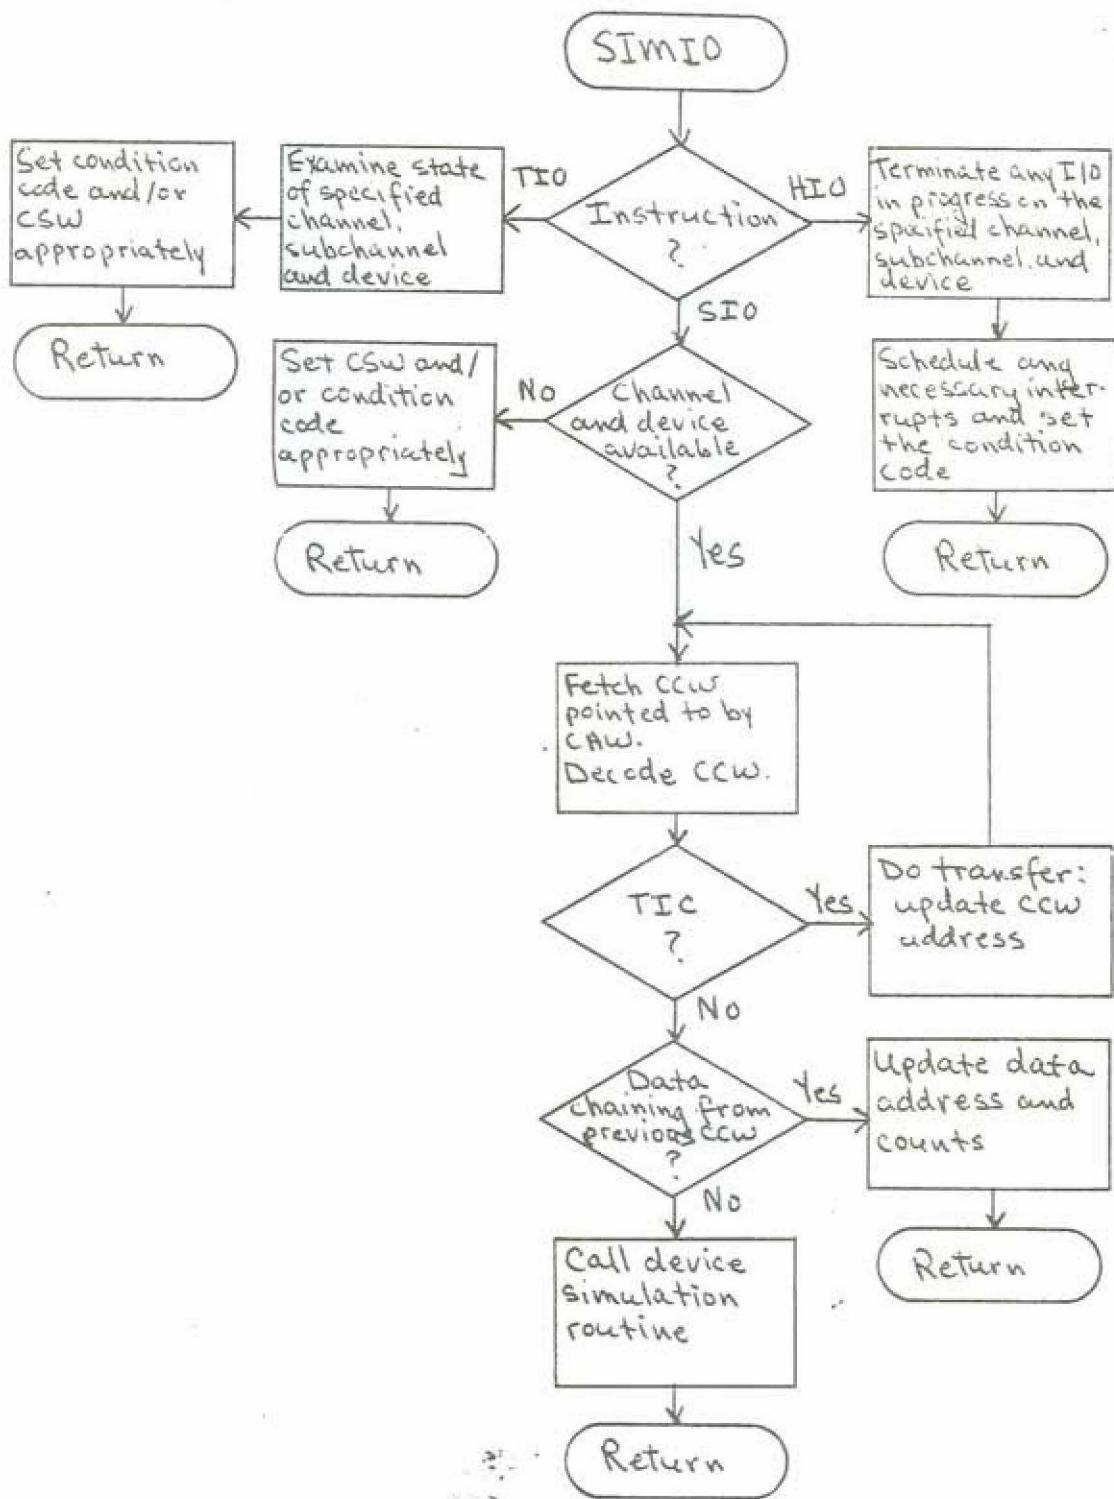 SIMIO
Instruction
?
TIO
HIO
SIO
Examine state
of specified
channel,
subchannel
and device
Set condition
code and/or
CSW
appropriately
Return
Terminate any I/O
in progress on the
specified channel,
subchannel, and
device
Schedule any
necessary inter-
rupts and set
the condition
code
Return
Channel
and device
available
?
NO
Set CSW and/
or condition
code
appropriately
Return
Yes
Fetch CCW
pointed to by
CAW.
Decode CCW.
TIC
?
Yes
Do transfer:
update CCW
address
No
Data
chaining from
previous CCW
?
Yes
Update data
address and
counts
Return
No
Call device
simulation
routine
Return